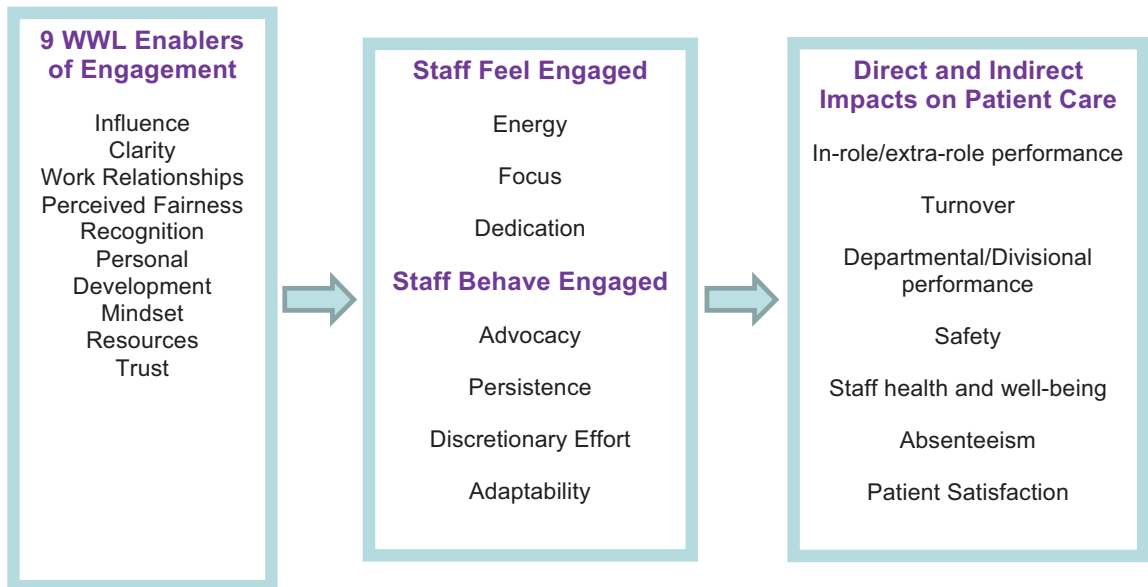 9 WWL Enablers
of Engagement
Influence
Clarity
Work Relationships
Perceived Fairness
Recognition
Personal
Development
Mindset
Resources
Trust
Staff Feel Engaged
Energy
Focus
Dedication
Staff Behave Engaged
Advocacy
Persistence
Discretionary Effort
Adaptability
Direct and Indirect
Impacts on Patient Care
In-role/extra-role performance
Turnover
Departmental/Divisional
performance
Safety
Staff health and well-being
Absenteeism
Patient Satisfaction